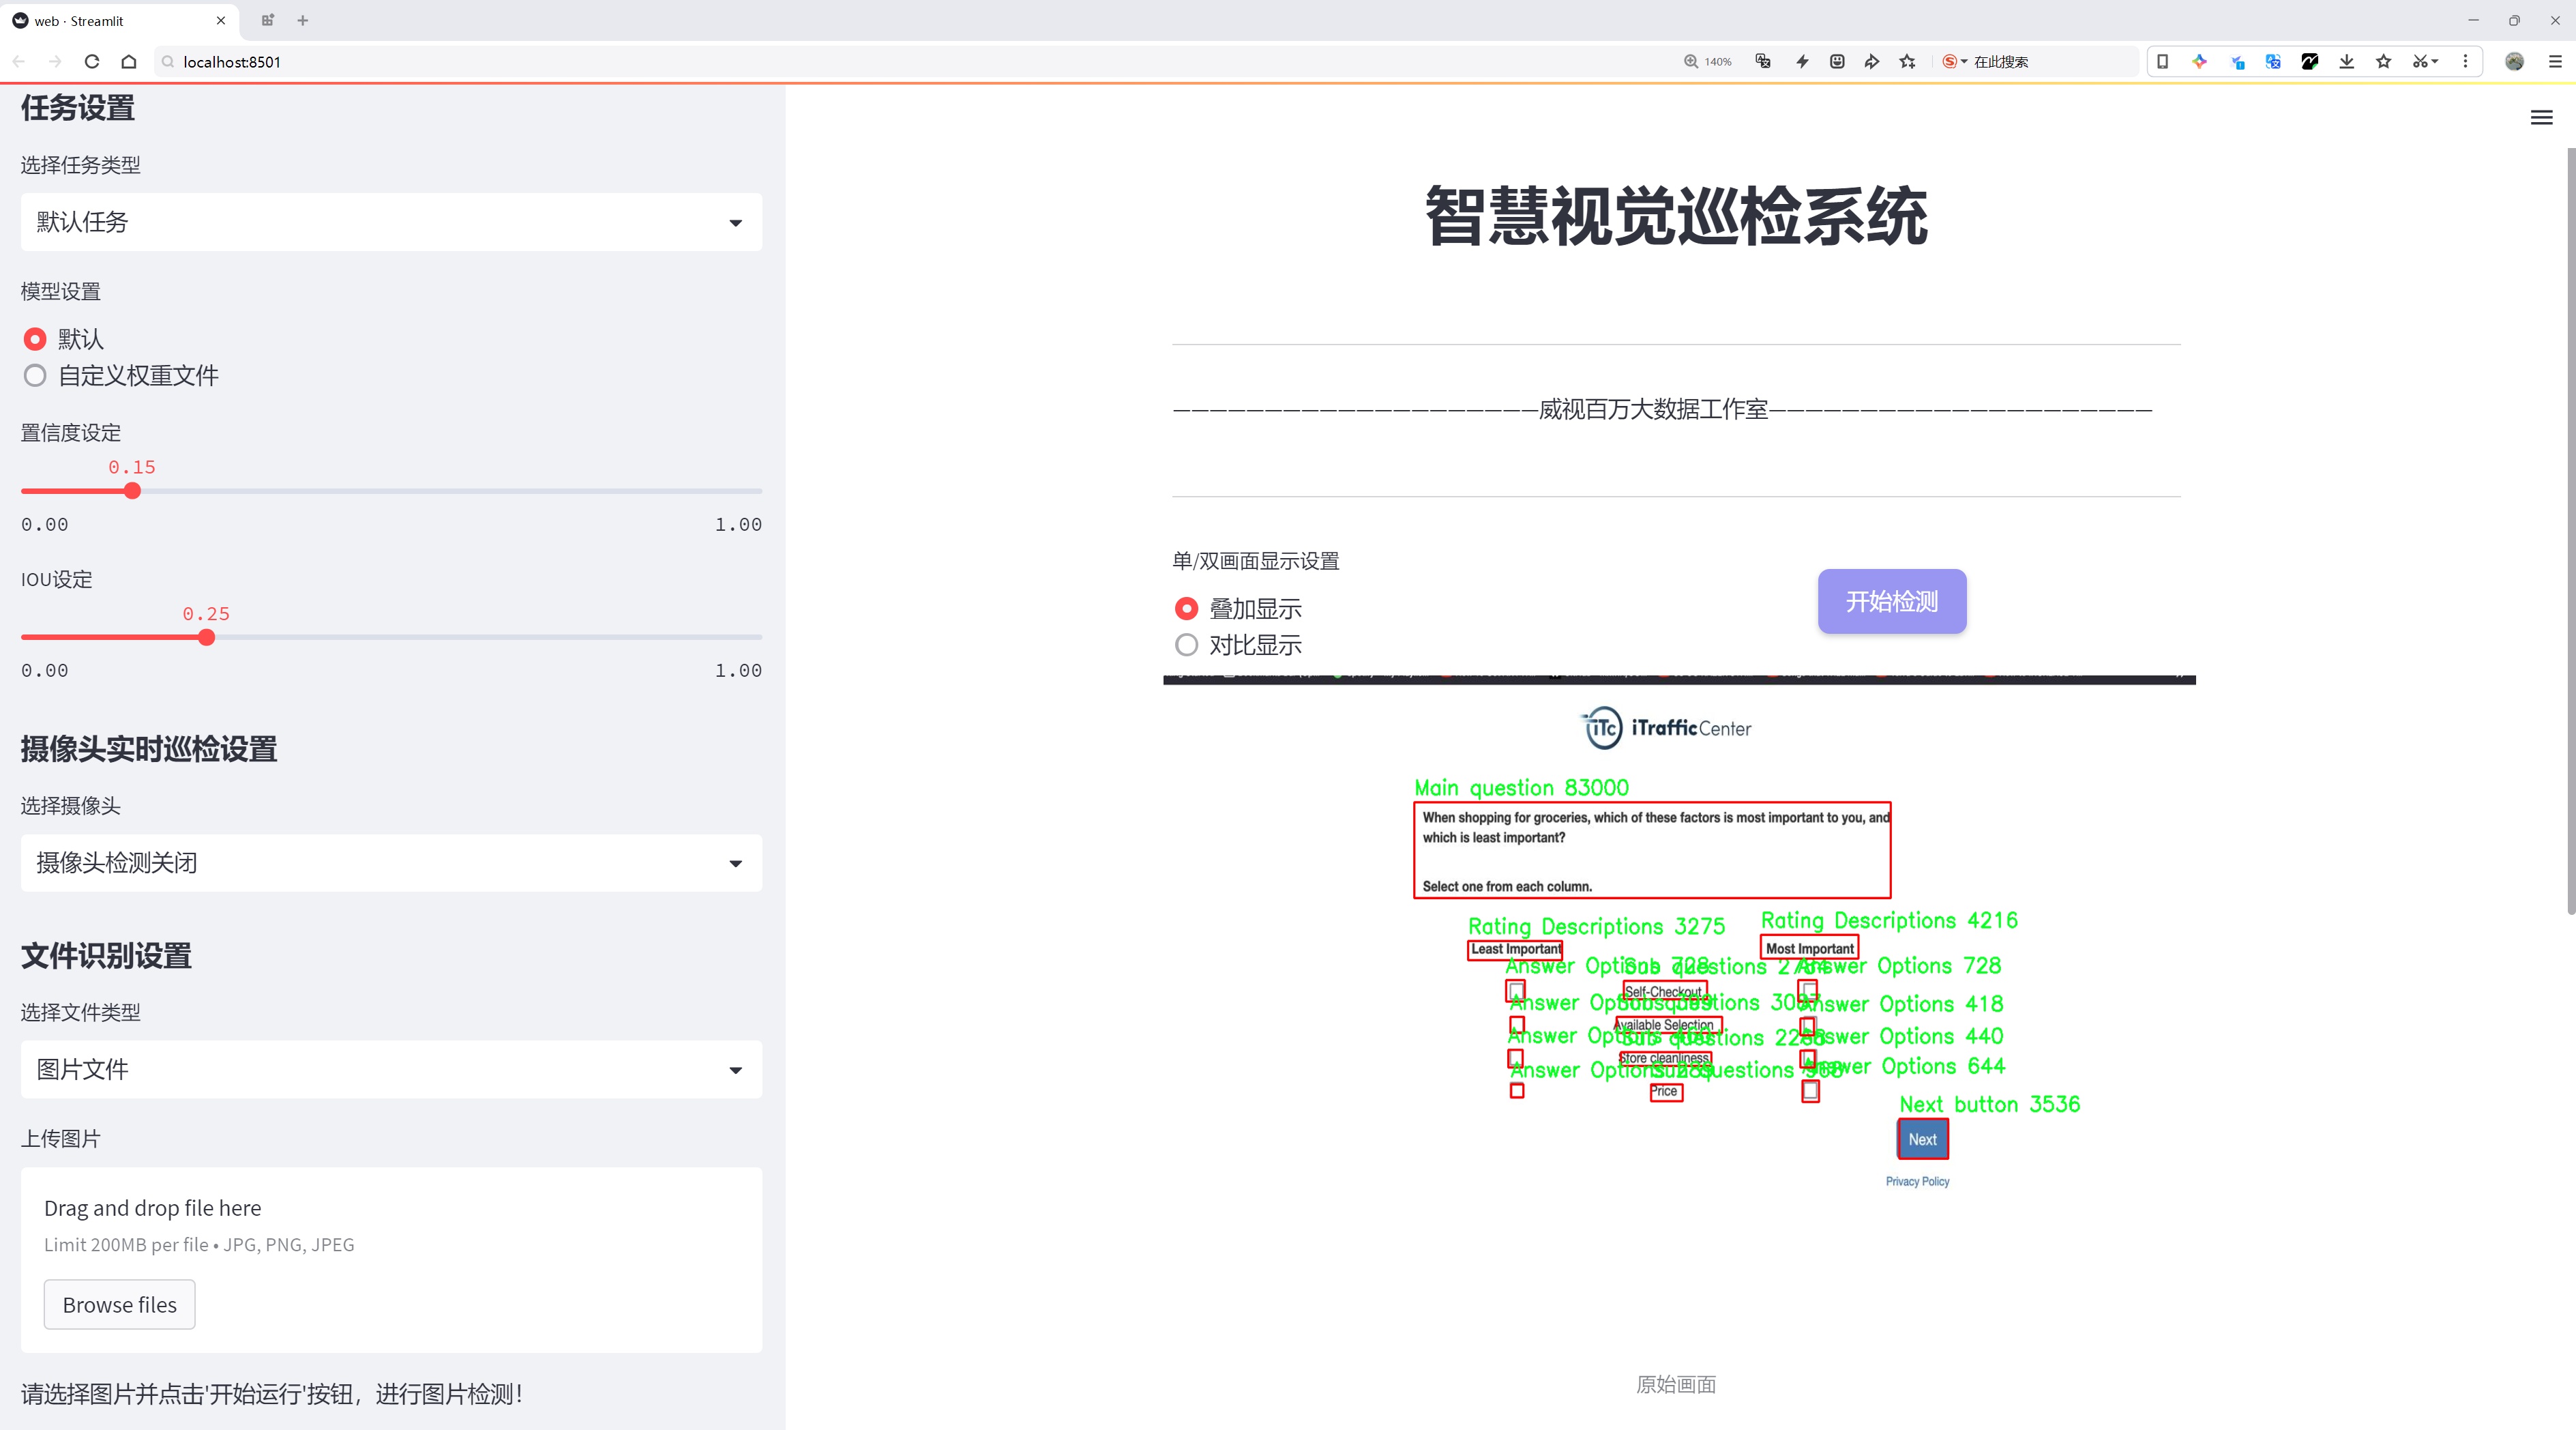 web · Streamlit
localhost:8501
140%
在此搜索
任务设置
选择任务类型
默认任务
模型设置
默认
自定义权重文件
置信度设定
0.15
0.00 1.00
IOU设定
0.25
0.00 1.00
摄像头实时巡检设置
选择摄像头
摄像头检测关闭
文件识别设置
选择文件类型
图片文件
上传图片
Drag and drop file here
Limit 200MB per file • JPG, PNG, JPEG
Browse files
请选择图片并点击'开始运行'按钮，进行图片检测！
智慧视觉巡检系统
————————————————————威视百万大数据工作室—————————————————————
单/双画面显示设置
叠加显示
对比显示
开始检测
iTc iTrafficCenter
Main question 83000
When shopping for groceries, which of these factors is most important to you, and
which is least important?
Select one from each column.
Rating Descriptions 3275
Rating Descriptions 4216
Least Important
Most Important
Answer Options 728 Sub questions Answer Options 728
Self-Checkout
Answer Sub questions Answer Options 418
Available Selection
Answer Sub questions Answer Options 440
Store cleanliness
Answer Options Sub questions Answer Options 644
Price
Next button 3536
Next
Privacy Policy
原始画面